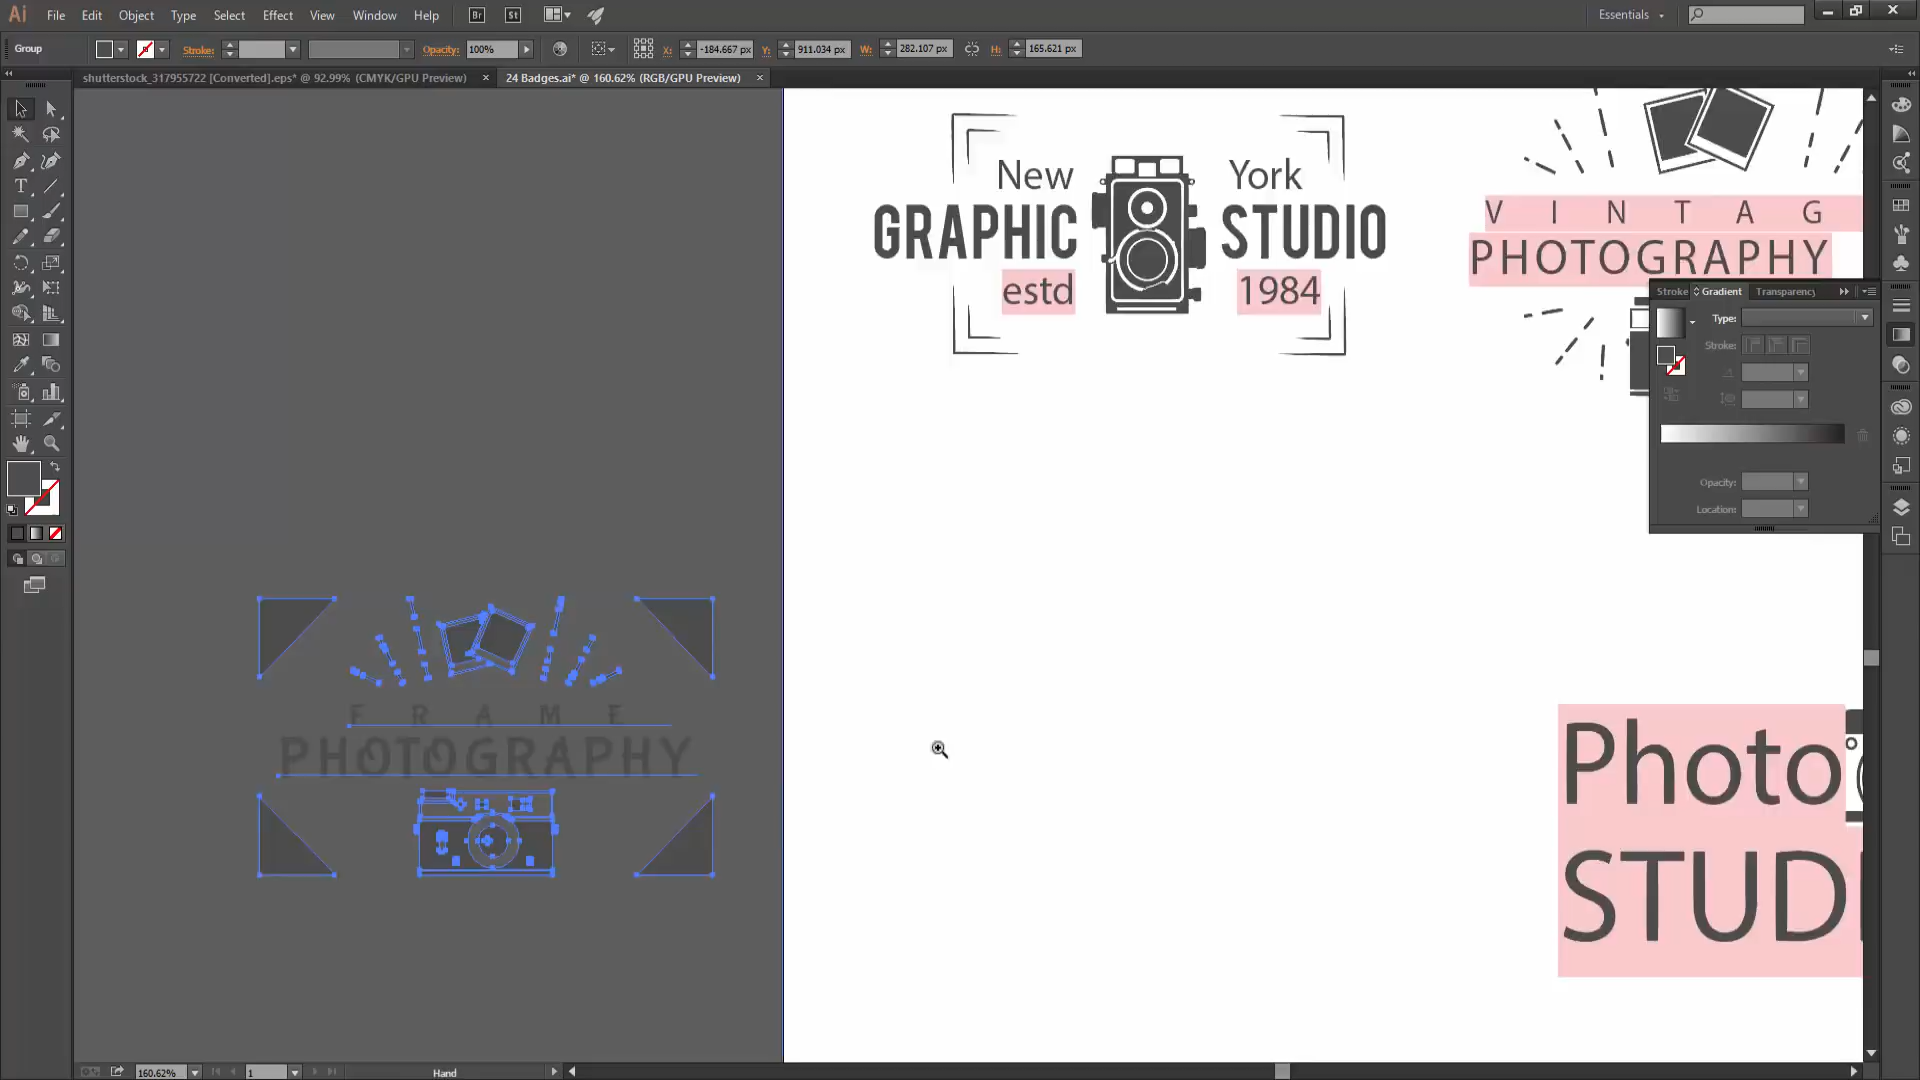 Ai File Edit Object Type Select Effect View Window Help Br St Essentials
Group Stroke: Opacity: 100% X: -184.667 px Y: 911.034 px W: 282.107 px H: 165.621 px
shutterstock_317955722 [Converted].eps* @ 92.99% (CMYK/GPU Preview) × 24 Badges.ai* @ 160.62% (RGB/GPU Preview) ×
New York
GRAPHIC STUDIO
estd 1984
V I N T A G
PHOTOGRAPHY
Stroke Gradient Transparency
Type:
Stroke:
Opacity:
Location:
F R A M E
PHOTOGRAPHY
Photo
STUDI
160.62% 1 Hand